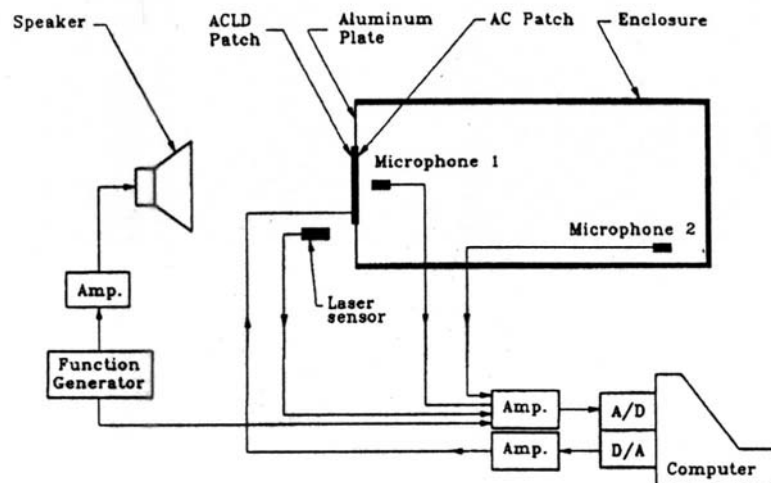 Speaker
ACLD
Patch
Aluminum
Plate
AC Patch
Enclosure
Microphone 1
Microphone 2
Laser
sensor
Amp.
Function
Generator
Amp.
A/D
Amp.
D/A
Computer